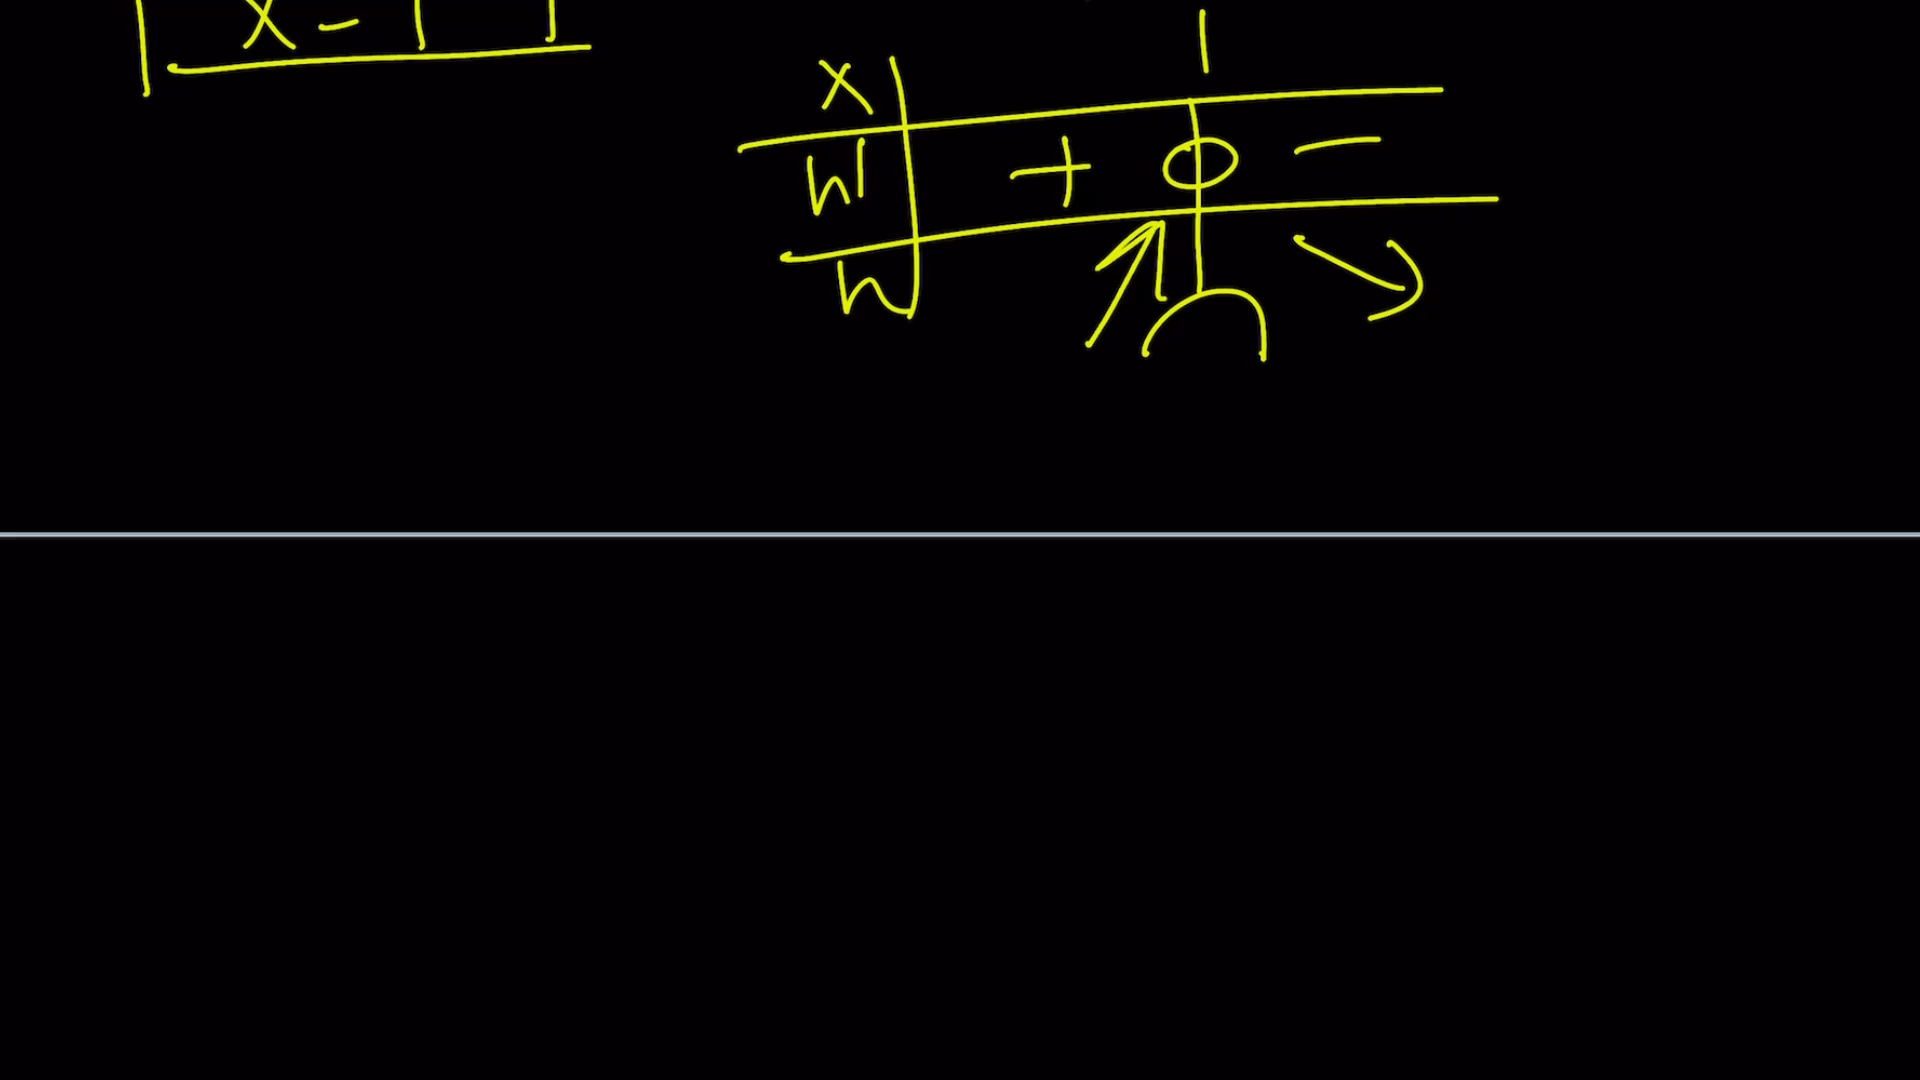 x - 1
x 1
h' + 0 -
h